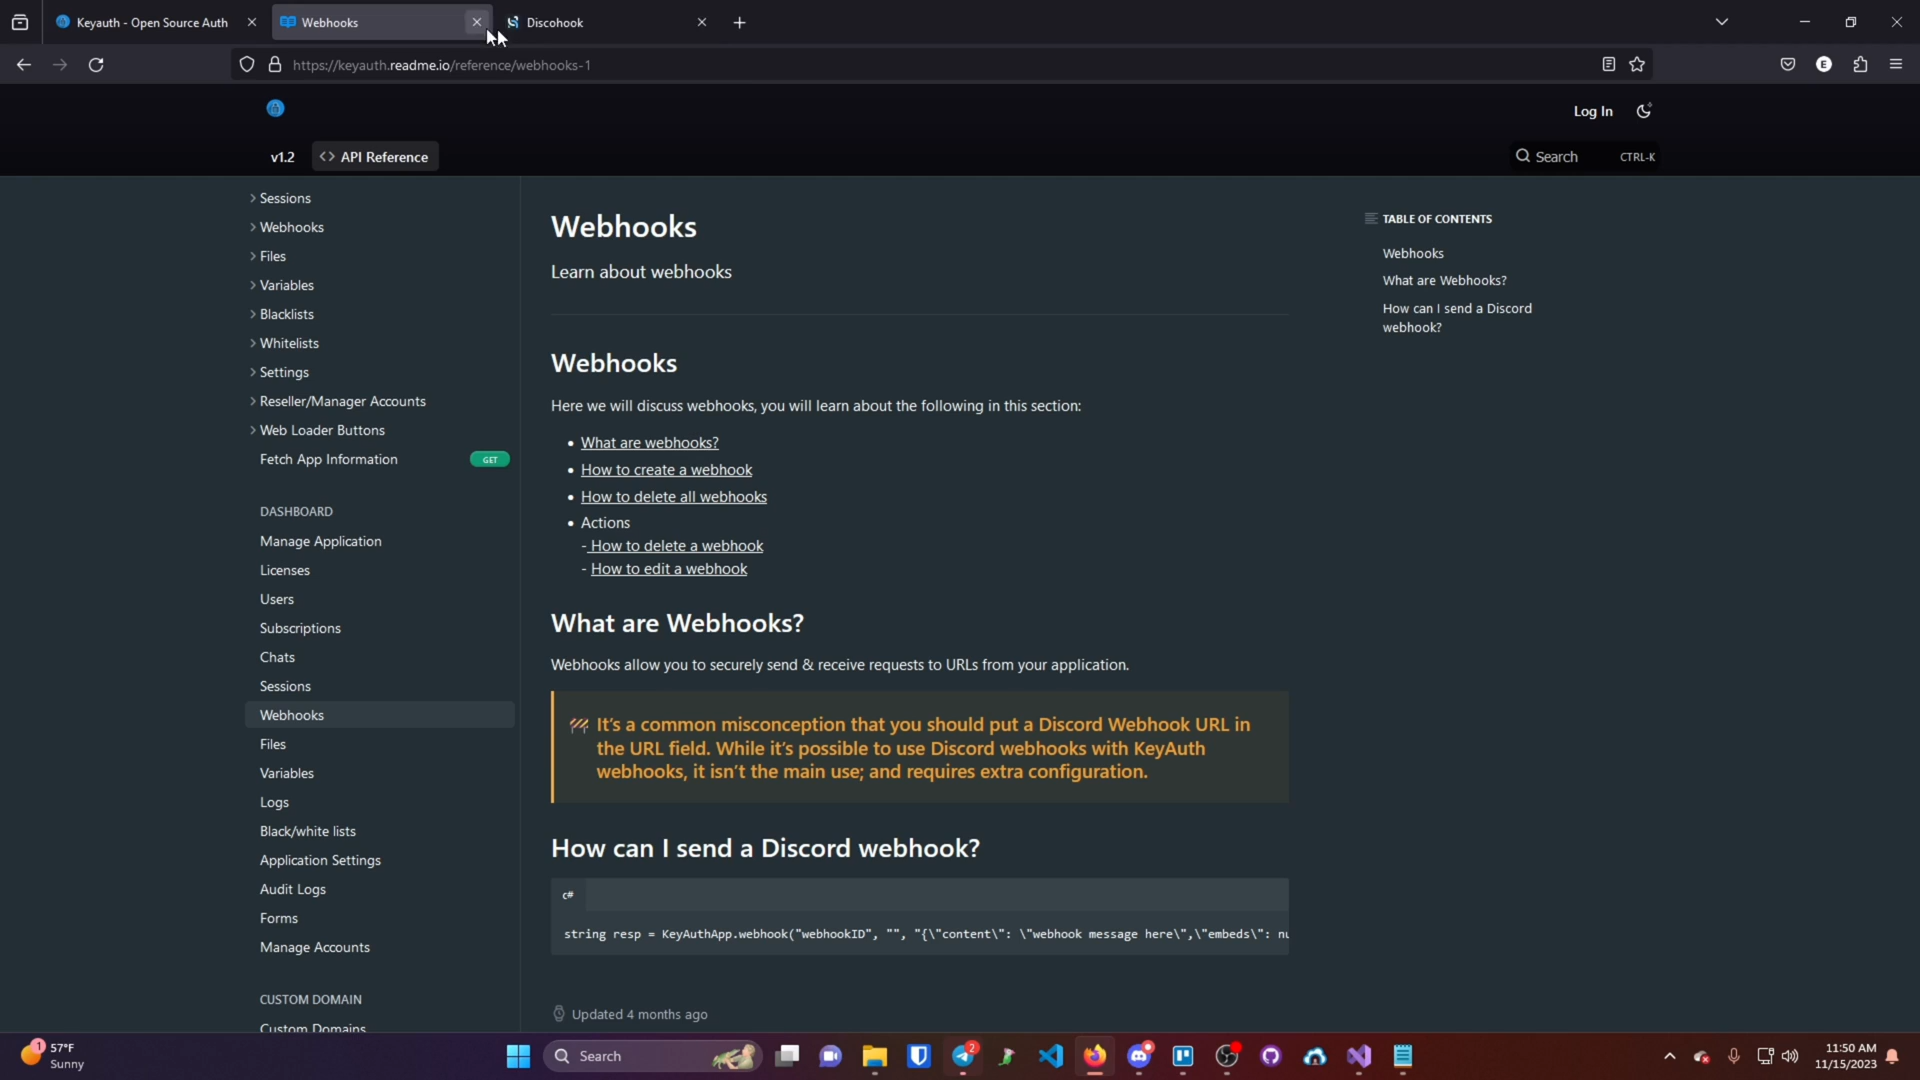 Keyauth - Open Source Auth
Webhooks
Discohook
https://keyauth.readme.io/reference/webhooks-1
E
Log In
v1.2
<> API Reference
Search
CTRL-K
Sessions
Webhooks
Files
Variables
Blacklists
Whitelists
Settings
Reseller/Manager Accounts
Web Loader Buttons
Fetch App Information
GET
DASHBOARD
Manage Application
Licenses
Users
Subscriptions
Chats
Sessions
Webhooks
Files
Variables
Logs
Black/white lists
Application Settings
Audit Logs
Forms
Manage Accounts
CUSTOM DOMAIN
Custom Domains
Webhooks
Learn about webhooks
Webhooks
Here we will discuss webhooks, you will learn about the following in this section:
• What are webhooks?
• How to create a webhook
• How to delete all webhooks
• Actions
- How to delete a webhook
- How to edit a webhook
What are Webhooks?
Webhooks allow you to securely send & receive requests to URLs from your application.
It's a common misconception that you should put a Discord Webhook URL in
the URL field. While it's possible to use Discord webhooks with KeyAuth
webhooks, it isn't the main use; and requires extra configuration.
How can I send a Discord webhook?
c#
string resp = KeyAuthApp.webhook("webhookID", "", "{\"content\": \"webhook message here\",\"embeds\": nu
Updated 4 months ago
TABLE OF CONTENTS
Webhooks
What are Webhooks?
How can I send a Discord
webhook?
1
57°F
Sunny
Search
2
11:50 AM
11/15/2023